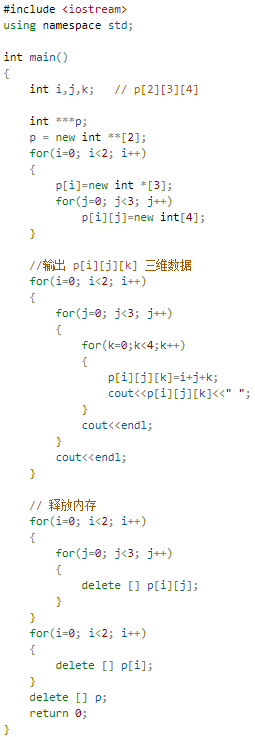 #include <iostream>
using namespace std;
int main()
{
    int i,j,k;   // p[2][3][4]
    int ***p;
    p = new int **[2];
    for(i=0; i<2; i++)
    {
        p[i]=new int *[3];
        for(j=0; j<3; j++)
            p[i][j]=new int[4];
    }
    //输出 p[i][j][k] 三维数据
    for(i=0; i<2; i++)
    {
        for(j=0; j<3; j++)
        {
            for(k=0;k<4;k++)
            {
                p[i][j][k]=i+j+k;
                cout<<p[i][j][k]<<" ";
            }
            cout<<endl;
        }
        cout<<endl;
    }
    // 释放内存
    for(i=0; i<2; i++)
    {
        for(j=0; j<3; j++)
        {
            delete [] p[i][j];
        }
    }
    for(i=0; i<2; i++)
    {
        delete [] p[i];
    }
    delete [] p;
    return 0;
}